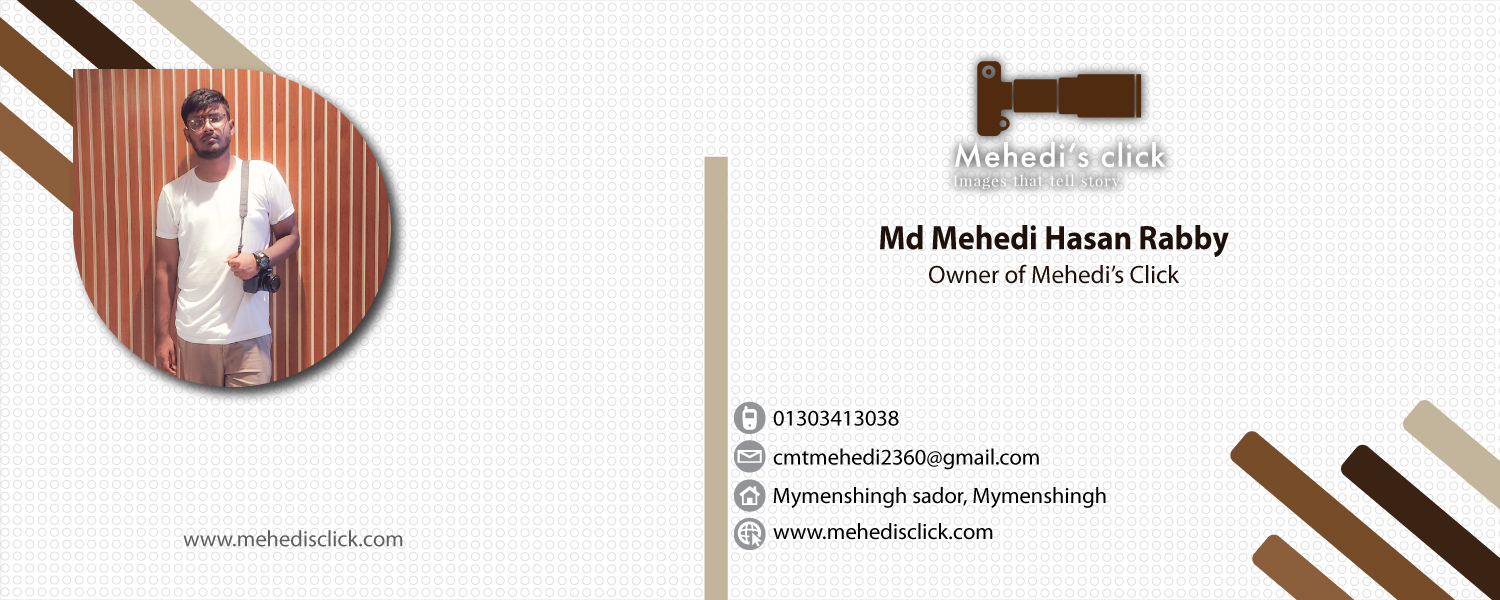 Mehedi's click
Images that tell story
Md Mehedi Hasan Rabby
Owner of Mehedi’s Click
01303413038
cmtmehedi2360@gmail.com
Mymenshingh sador, Mymenshingh
www.mehedisclick.com
www.mehedisclick.com